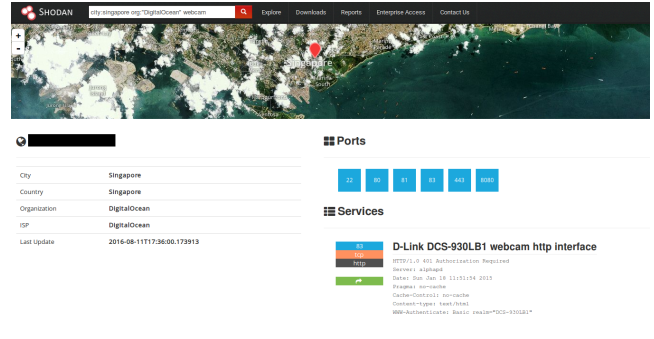 SHODAN
city:singapore org:"DigitalOcean" webcam
Explore Downloads Reports Enterprise Access Contact Us
+
-
Singapore
Ports
City Singapore
Country Singapore
Organization DigitalOcean
ISP DigitalOcean
Last Update 2016-08-11T17:36:00.173913
22 80 81 83 443 8080
Services
83
tcp
http
D-Link DCS-930LB1 webcam http interface
HTTP/1.0 401 Authorization Required
Server: alphapd
Date: Sun Jan 18 11:51:54 2015
Pragma: no-cache
Cache-Control: no-cache
Content-type: text/html
WWW-Authenticate: Basic realm="DCS-930LB1"